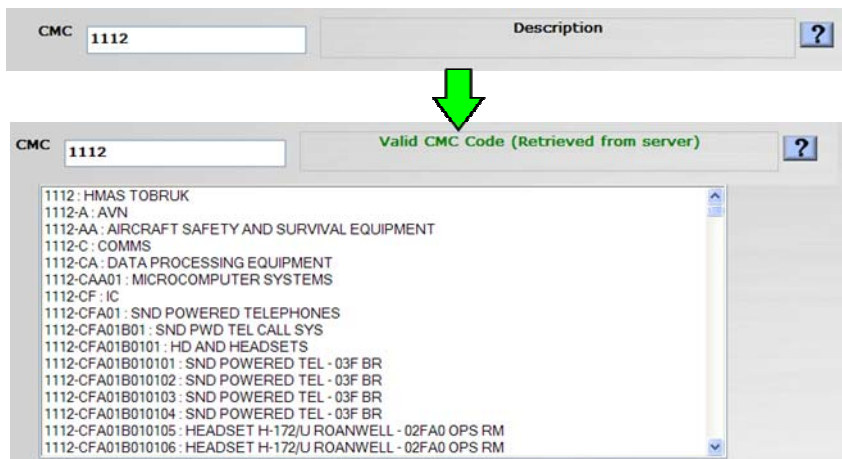 CMC 1112 Description ?
CMC 1112 Valid CMC Code (Retrieved from server) ?
1112 : HMAS TOBRUK
1112-A : AVN
1112-AA : AIRCRAFT SAFETY AND SURVIVAL EQUIPMENT
1112-C : COMMS
1112-CA : DATA PROCESSING EQUIPMENT
1112-CAA01 : MICROCOMPUTER SYSTEMS
1112-CF : IC
1112-CFA01 : SND POWERED TELEPHONES
1112-CFA01B01 : SND PWD TEL CALL SYS
1112-CFA01B0101 : HD AND HEADSETS
1112-CFA01B010101 : SND POWERED TEL - 03F BR
1112-CFA01B010102 : SND POWERED TEL - 03F BR
1112-CFA01B010103 : SND POWERED TEL - 03F BR
1112-CFA01B010104 : SND POWERED TEL - 03F BR
1112-CFA01B010105 : HEADSET H-172/U ROANWELL - 02FA0 OPS RM
1112-CFA01B010106 : HEADSET H-172/U ROANWELL - 02FA0 OPS RM